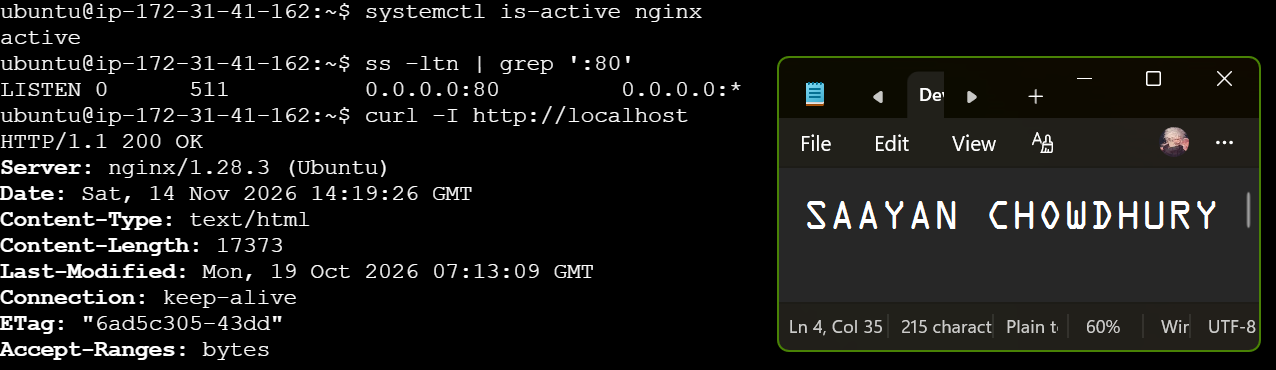 ubuntu@ip-172-31-41-162:~$ systemctl is-active nginx
active
ubuntu@ip-172-31-41-162:~$ ss -ltn | grep ':80'
LISTEN 0      511          0.0.0.0:80         0.0.0.0:*
ubuntu@ip-172-31-41-162:~$ curl -I http://localhost
HTTP/1.1 200 OK
Server: nginx/1.28.3 (Ubuntu)
Date: Sat, 14 Nov 2026 14:19:26 GMT
Content-Type: text/html
Content-Length: 17373
Last-Modified: Mon, 19 Oct 2026 07:13:09 GMT
Connection: keep-alive
ETag: "6ad5c305-43dd"
Accept-Ranges: bytes
File Edit View
SAAYAN CHOWDHURY
Ln 4, Col 35 215 charact Plain t 60% Wir UTF-8